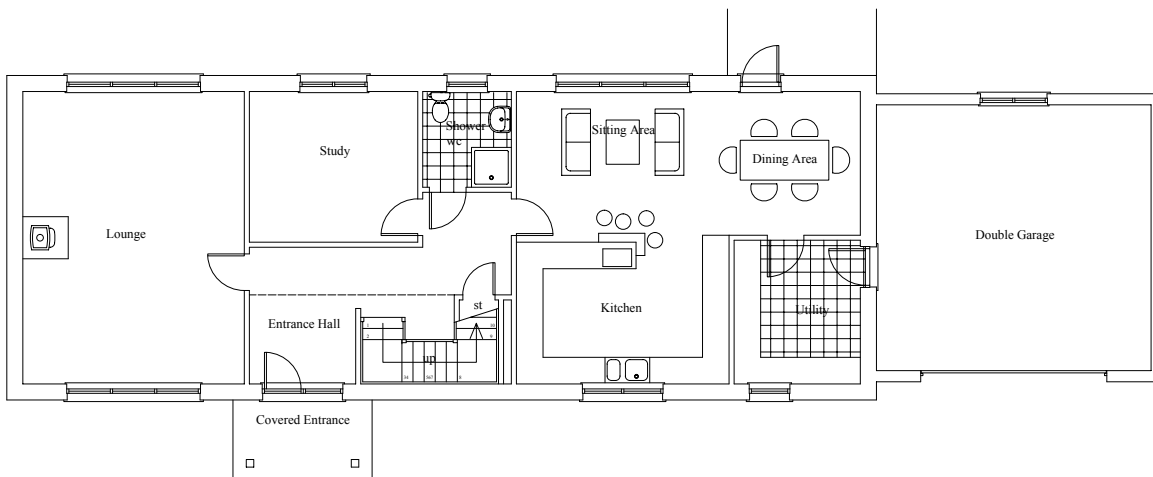 Shower
wc
Sitting Area
Study
Dining Area
Lounge
Double Garage
st
Kitchen
Utility
Entrance Hall
up
Covered Entrance